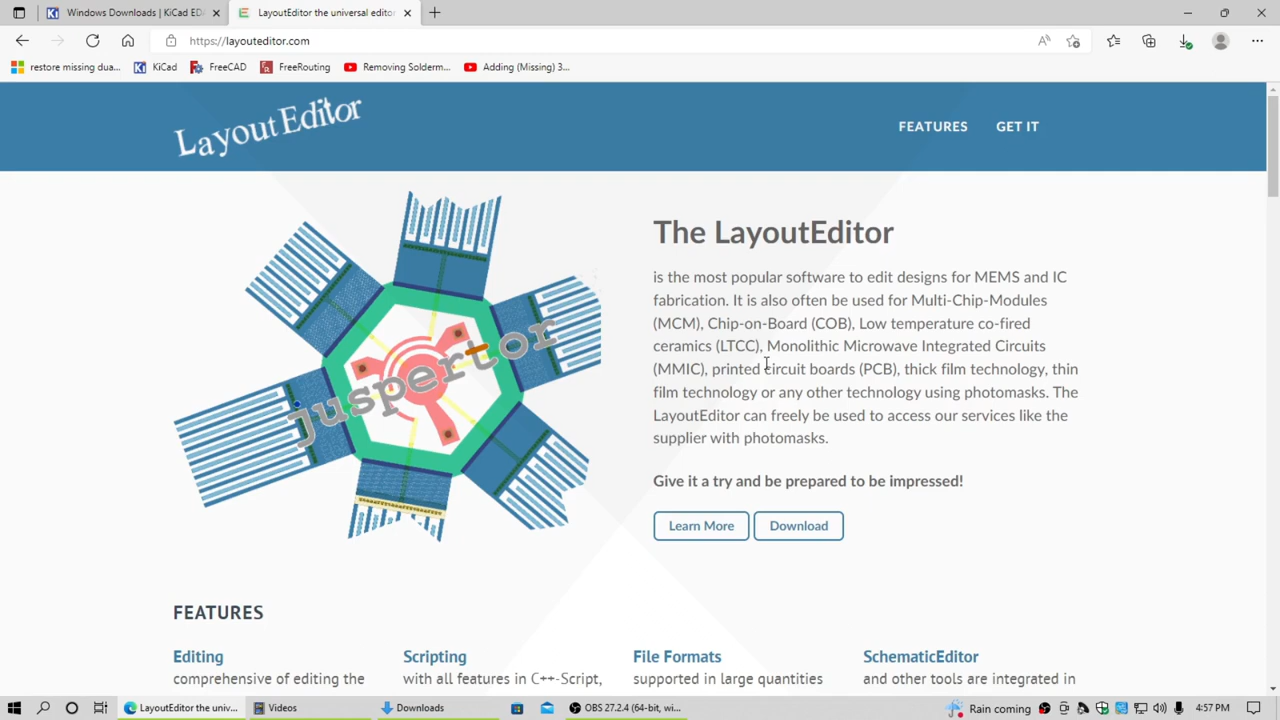 Windows Downloads | KiCad ED
LayoutEditor the universal editor
https://layouteditor.com
restore missing dua...
KiCad
FreeCAD
FreeRouting
Removing Solderm...
Adding (Missing) 3...
LayoutEditor
FEATURES
GET IT
juspertor
The LayoutEditor
is the most popular software to edit designs for MEMS and IC
fabrication. It is also often be used for Multi-Chip-Modules
(MCM), Chip-on-Board (COB), Low temperature co-fired
ceramics (LTCC), Monolithic Microwave Integrated Circuits
(MMIC), printed circuit boards (PCB), thick film technology, thin
film technology or any other technology using photomasks. The
LayoutEditor can freely be used to access our services like the
supplier with photomasks.
Give it a try and be prepared to be impressed!
Learn More
Download
FEATURES
Editing
comprehensive of editing the
Scripting
with all features in C++-Script,
File Formats
supported in large quantities
SchematicEditor
and other tools are integrated in
LayoutEditor the univ...
Videos
Downloads
OBS 27.2.4 (64-bit, wi...
Rain coming
4:57 PM